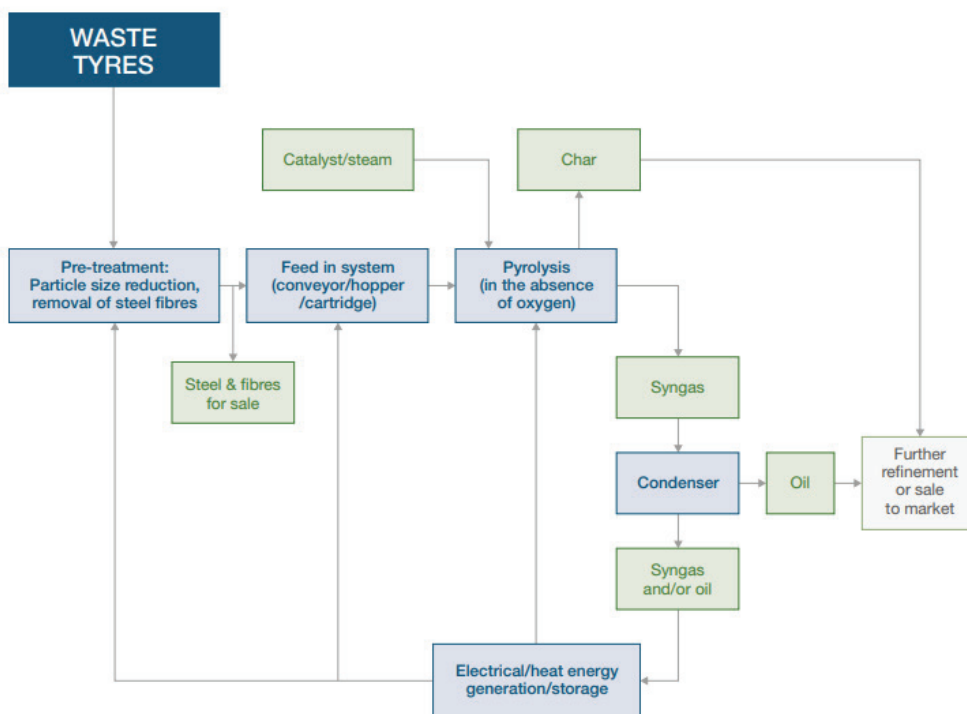 WASTE
TYRES
Catalyst/steam
Char
Pre-treatment:
Particle size reduction,
removal of steel fibres
Feed in system
(conveyor/hopper
/cartridge)
Pyrolysis
(in the absence
of oxygen)
Steel & fibres
for sale
Syngas
Condenser
Oil
Further
refinement
or sale
to market
Syngas
and/or oil
Electrical/heat energy
generation/storage